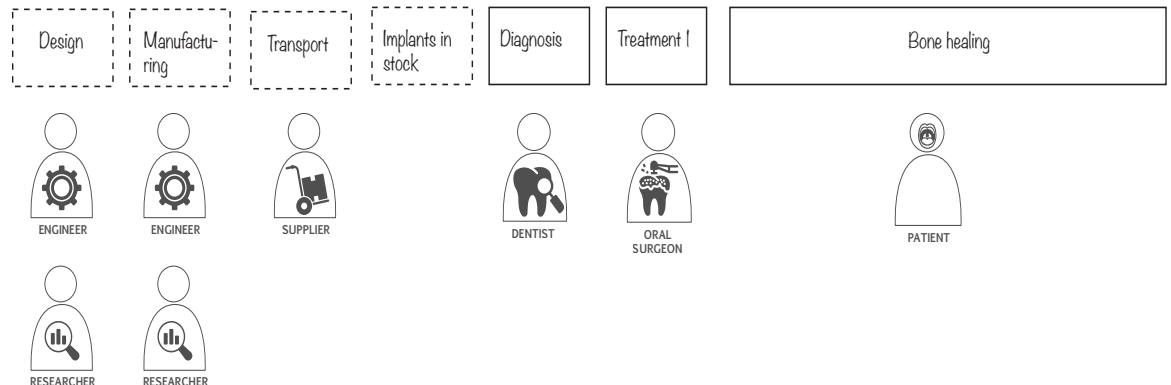 Design
Manufactu-
ring
Transport
Implants in
stock
Diagnosis
Treatment 1
Bone healing
ENGINEER
ENGINEER
SUPPLIER
DENTIST
ORAL
SURGEON
PATIENT
RESEARCHER
RESEARCHER